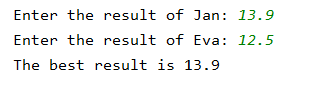 Enter the result of Jan: 13.9
Enter the result of Eva: 12.5
The best result is 13.9